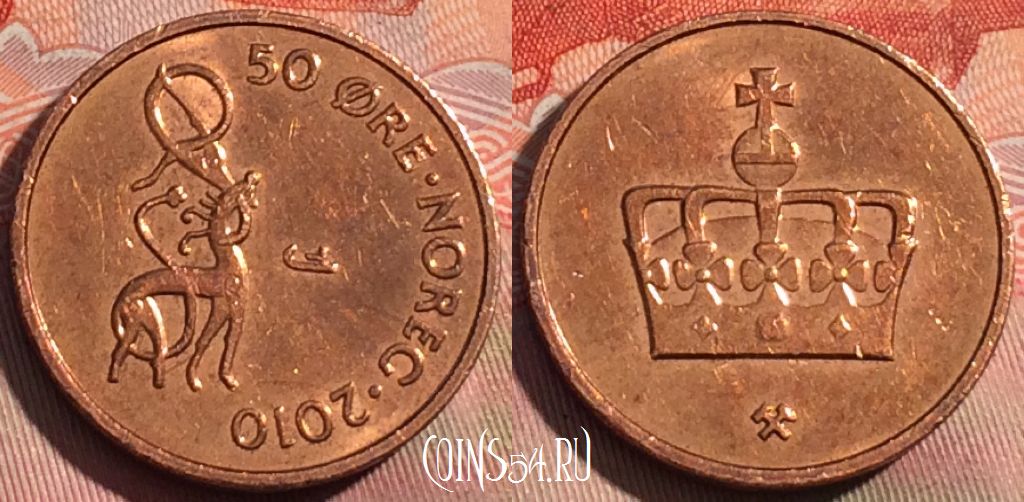 50 ØRE · NOREG · 2010
COINS54.RU